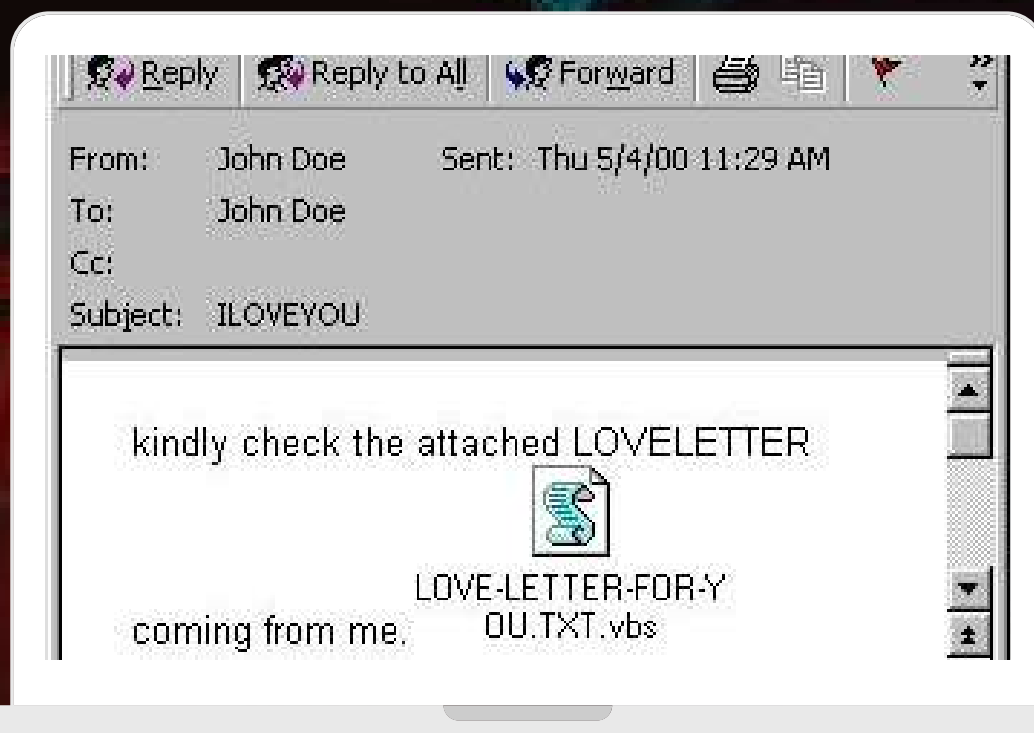 Reply Reply to All Forward
From: John Doe Sent: Thu 5/4/00 11:29 AM
To: John Doe
Cc:
Subject: ILOVEYOU
kindly check the attached LOVELETTER
LOVE-LETTER-FOR-Y
OU.TXT.vbs
coming from me.